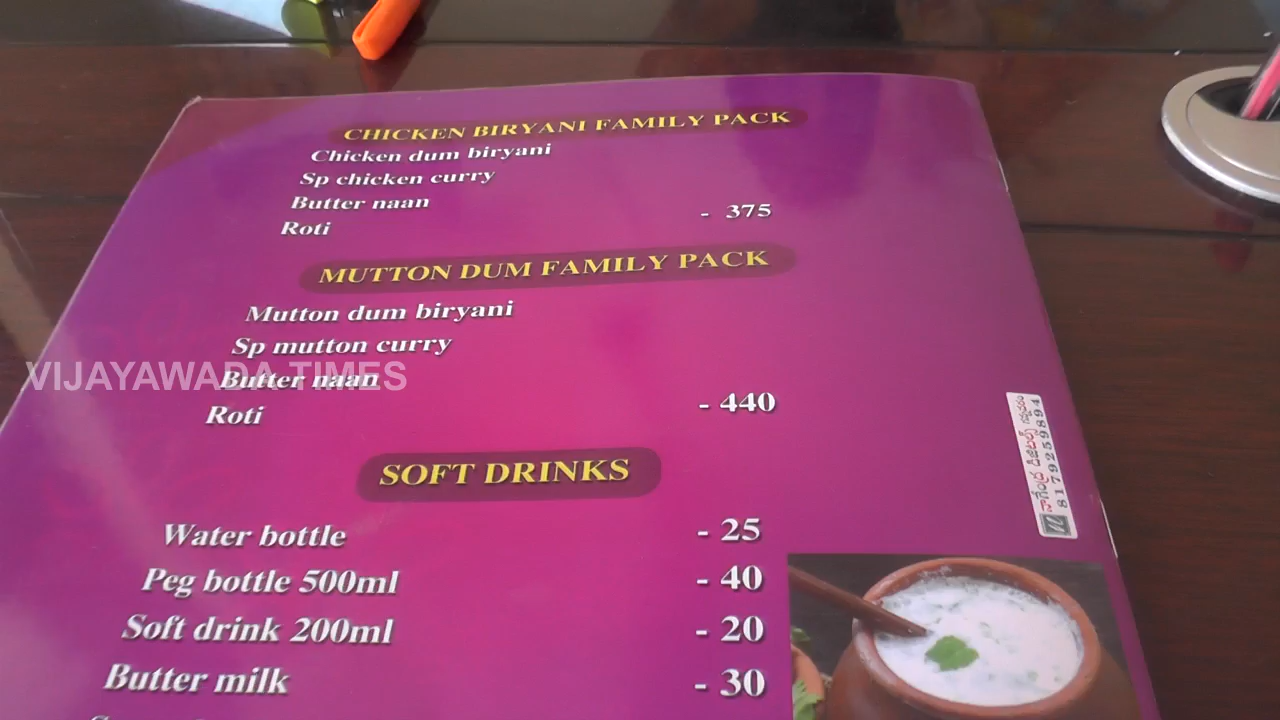 CHICKEN BIRYANI FAMILY PACK
Chicken dum biryani
Sp chicken curry
Butter naan
Roti - 375
MUTTON DUM FAMILY PACK
Mutton dum biryani
Sp mutton curry
Butter naan
Roti - 440
SOFT DRINKS
Water bottle - 25
Peg bottle 500ml - 40
Soft drink 200ml - 20
Butter milk - 30
VIJAYAWADA TIMES
నాగేంద్ర డిజిటల్స్
8179259894